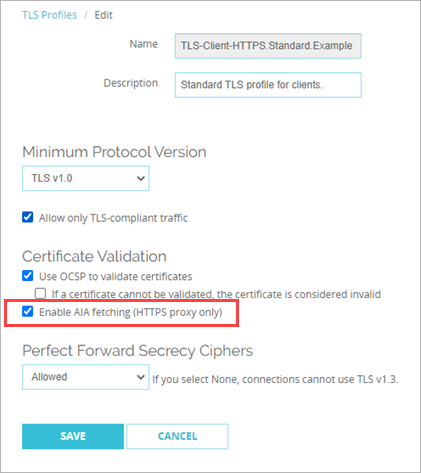 TLS Profiles / Edit
Name TLS-Client-HTTPS.Standard.Example
Description Standard TLS profile for clients.
Minimum Protocol Version
TLS v1.0
Allow only TLS-compliant traffic
Certificate Validation
Use OCSP to validate certificates
If a certificate cannot be validated, the certificate is considered invalid
Enable AIA fetching (HTTPS proxy only)
Perfect Forward Secrecy Ciphers
Allowed If you select None, connections cannot use TLS v1.3.
SAVE CANCEL